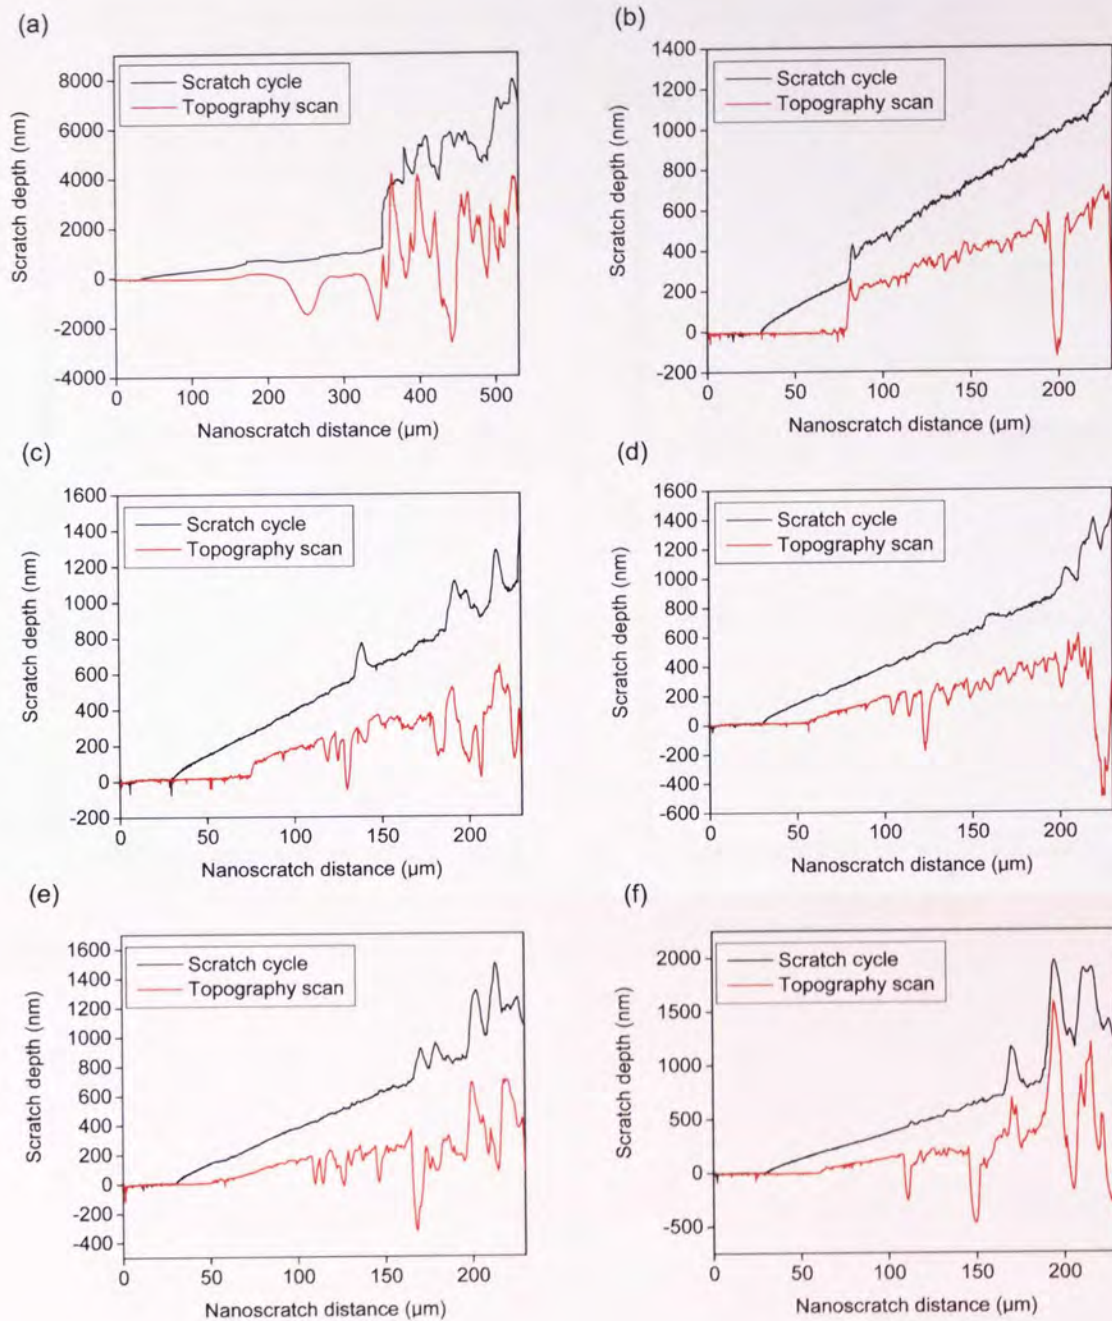 (a)
Scratch cycle
Topography scan
Scratch depth (nm)
8000
6000
4000
2000
0
-2000
-4000
0 100 200 300 400 500
Nanoscratch distance (µm)
(b)
Scratch cycle
Topography scan
Scratch depth (nm)
1400
1200
1000
800
600
400
200
0
-200
0 50 100 150 200
Nanoscratch distance (µm)
(c)
Scratch cycle
Topography scan
Scratch depth (nm)
1600
1400
1200
1000
800
600
400
200
0
-200
0 50 100 150 200
Nanoscratch distance (µm)
(d)
Scratch cycle
Topography scan
Scratch depth (nm)
1600
1400
1200
1000
800
600
400
200
0
-200
-400
-600
0 50 100 150 200
Nanoscratch distance (µm)
(e)
Scratch cycle
Topography scan
Scratch depth (nm)
1600
1400
1200
1000
800
600
400
200
0
-200
-400
0 50 100 150 200
Nanoscratch distance (µm)
(f)
Scratch cycle
Topography scan
Scratch depth (nm)
2000
1500
1000
500
0
-500
0 50 100 150 200
Nanoscratch distance (µm)